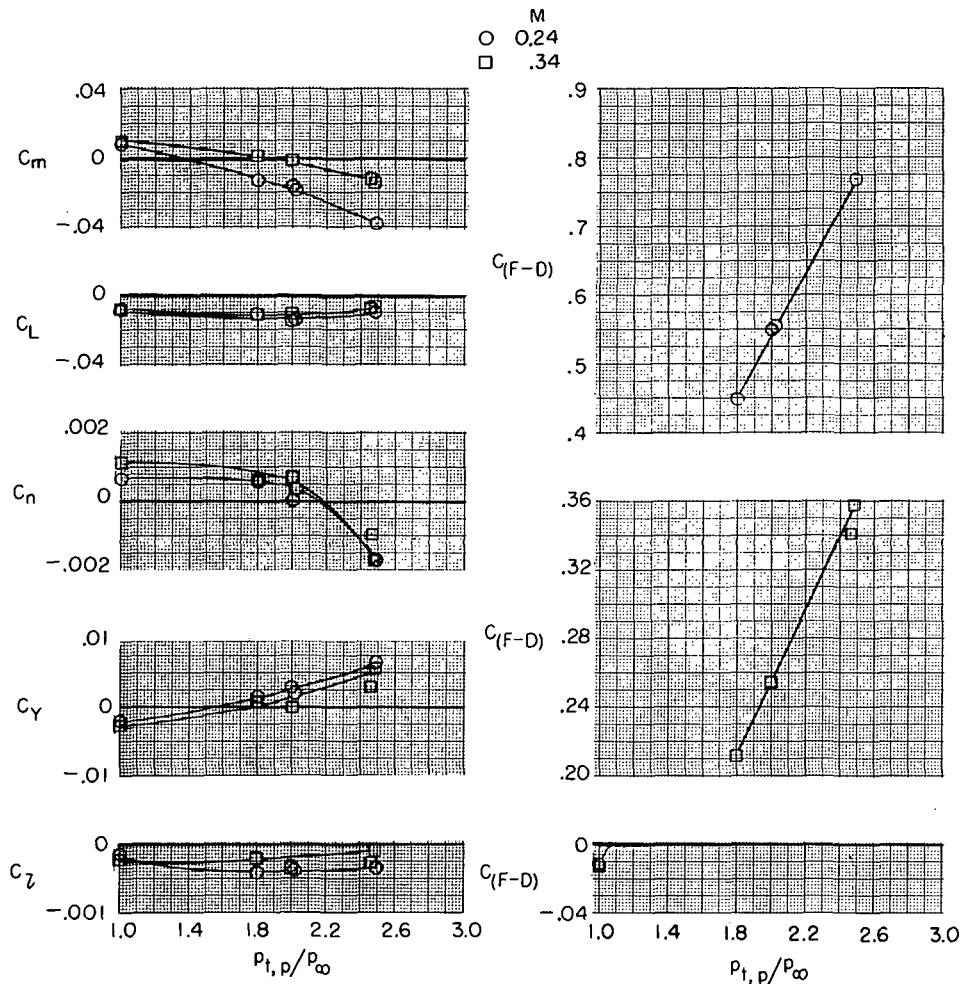 M
○ 0.24
□ .34
.04
C_m 0
-.04
0
C_L
-.04
.002
C_n 0
-.002
.01
C_Y 0
-.01
0
C_l
-.001
1.0 1.4 1.8 2.2 2.6 3.0
p_t,p/p_∞
.9
.8
.7
C_(F-D)
.6
.5
.4
.36
.32
C_(F-D) .28
.24
.20
0
C_(F-D)
-.04
1.0 1.4 1.8 2.2 2.6 3.0
p_t,p/p_∞